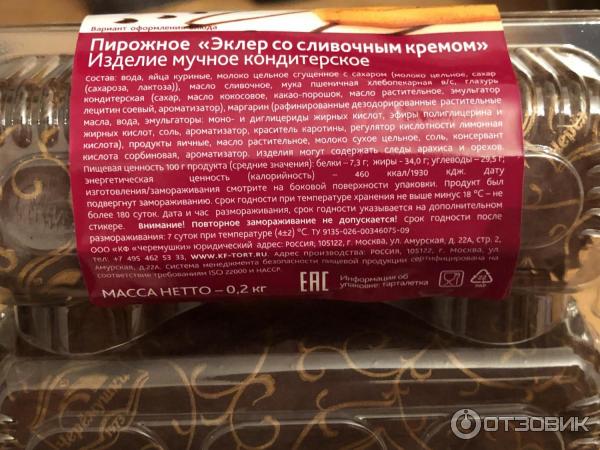 Вариант оформления блюда
Пирожное «Эклер со сливочным кремом»
Изделие мучное кондитерское
Состав: вода, яйца куриные, молоко цельное сгущенное с сахаром (молоко цельное, сахар
(сахароза, лактоза)), масло сливочное, мука пшеничная хлебопекарная в/с, глазурь
кондитерская (сахар, масло кокосовое, какао-порошок, масло растительное, эмульгатор
лецитин соевый, ароматизатор), маргарин (рафинированные дезодорированные растительные
масла, вода, эмульгаторы: моно- и диглицериды жирных кислот, эфиры полиглицерина и
жирных кислот, соль, ароматизатор, краситель каротины, регулятор кислотности лимонная
кислота), продукты яичные, масло растительное, молоко сухое цельное, соль, консервант
кислота сорбиновая, ароматизатор. изделия могут содержать следы арахиса и орехов.
Пищевая ценность 100 г продукта (средние значения): белки – 7,3 г; жиры - 34,0 г; углеводы – 29,5 г;
энергетическая ценность (калорийность) – 460 ккал/1930 кдж. дату
изготовления/замораживания смотрите на боковой поверхности упаковки. Продукт был
подвергнут замораживанию. Срок годности при температуре хранения не выше минус 18 °С – не
более 180 суток. Дата и час размораживания, срок годности указывается на дополнительном
стикере. внимание! повторное замораживание не допускается! срок годности после
размораживания: 7 суток при температуре (4±2) °С. ТУ 9135-026-00346075-09
ООО «КФ «черемушки» юридический адрес: Россия, 105122, г. Москва, ул. Амурская, д. 22А, стр. 2,
тел. +7 495 462 53 33, WWW.KF-TORT.RU. Адрес производства: Россия, 105122, г. Москва, ул.
Амурская, д.22А. Система менеджмента безопасности пищевой продукции сертифицирована на
соответствие требованиям ISO 22000 и НАССР.
МАССА НЕТТО – 0,2 кг
EAC
Информация об
упаковке: тарталетка
PAP
черёмушки
ОТЗОВИК